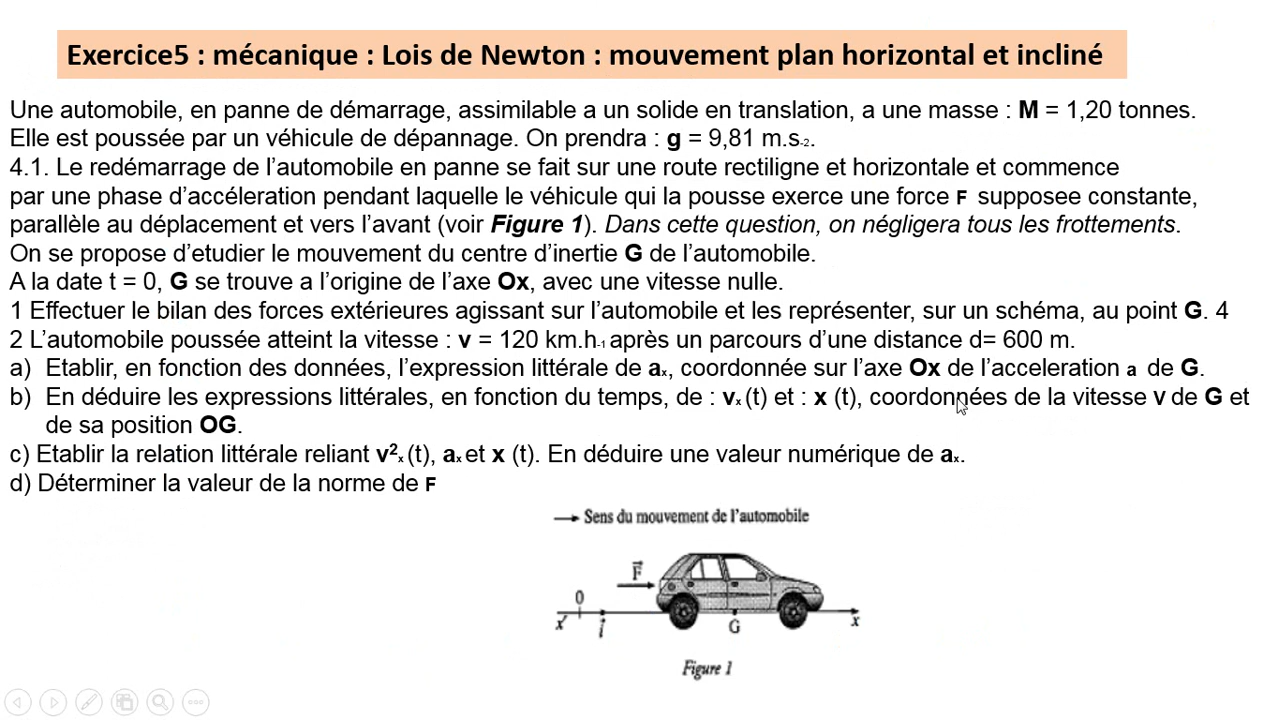 Exercice5 : mécanique : Lois de Newton : mouvement plan horizontal et incliné
Une automobile, en panne de démarrage, assimilable a un solide en translation, a une masse : M = 1,20 tonnes.
Elle est poussée par un véhicule de dépannage. On prendra : g = 9,81 m.s-2.
4.1. Le redémarrage de l'automobile en panne se fait sur une route rectiligne et horizontale et commence
par une phase d'accéleration pendant laquelle le véhicule qui la pousse exerce une force F supposee constante,
parallèle au déplacement et vers l'avant (voir Figure 1). Dans cette question, on négligera tous les frottements.
On se propose d'etudier le mouvement du centre d'inertie G de l'automobile.
A la date t = 0, G se trouve a l'origine de l'axe Ox, avec une vitesse nulle.
1 Effectuer le bilan des forces extérieures agissant sur l'automobile et les représenter, sur un schéma, au point G. 4
2 L'automobile poussée atteint la vitesse : v = 120 km.h-1 après un parcours d'une distance d= 600 m.
a) Etablir, en fonction des données, l'expression littérale de ax, coordonnée sur l'axe Ox de l'acceleration a de G.
b) En déduire les expressions littérales, en fonction du temps, de : vx (t) et : x (t), coordonnées de la vitesse v de G et
de sa position OG.
c) Etablir la relation littérale reliant v²x (t), ax et x (t). En déduire une valeur numérique de ax.
d) Déterminer la valeur de la norme de F
Sens du mouvement de l'automobile
F
0
x' i G x
Figure 1